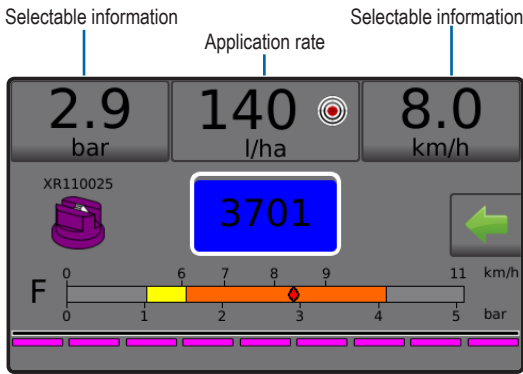 Selectable information
Selectable information
Application rate
2.9
140
8.0
bar
l/ha
km/h
XR110025
3701
0 6 7 8 9 11 km/h
F
0 1 2 3 4 5 bar